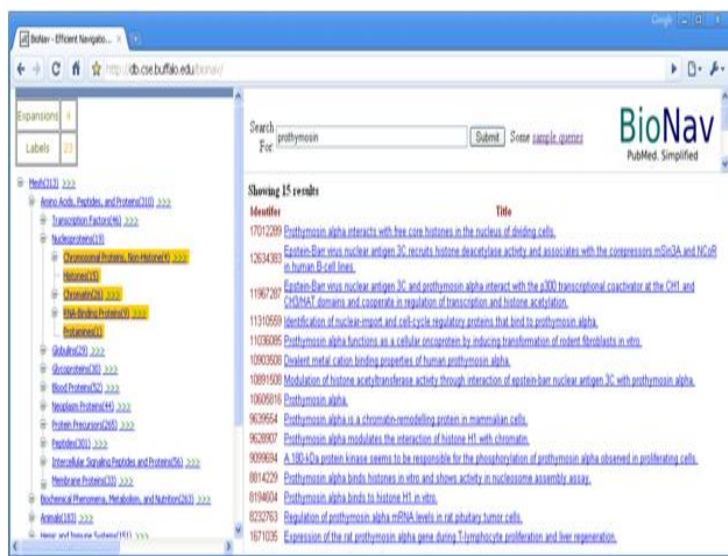 Google
BioNav - Efficient Navigatio...
http://db.cse.buffalo.edu/bionav/
Expansions 4
Labels 23
Mesh(313) >>>
Amino Acids, Peptides, and Proteins(310) >>>
Transcription Factors(46) >>>
Nucleoproteins(19)
Chromosomal Proteins, Non-Histone(4) >>>
Histones(15)
Chromatin(26) >>>
RNA-Binding Proteins(9) >>>
Protamines(1)
Globulins(29) >>>
Glycoproteins(30) >>>
Blood Proteins(52) >>>
Neoplasm Proteins(44) >>>
Protein Precursors(265) >>>
Peptides(301) >>>
Intercellular Signaling Peptides and Proteins(56) >>>
Membrane Proteins(33) >>>
Biochemical Phenomena, Metabolism, and Nutrition(263) >>>
Animals(183) >>>
Hemic and Immune Systems(151) >>>
Search For prothymosin Submit Some sample queries
BioNav
PubMed. Simplified
Showing 15 results
Identifer Title
17012289 Prothymosin alpha interacts with free core histones in the nucleus of dividing cells.
12634383 Epstein-Barr virus nuclear antigen 3C recruits histone deacetylase activity and associates with the corepressors mSin3A and NCoR
in human B-cell lines.
11967287 Epstein-Barr virus nuclear antigen 3C and prothymosin alpha interact with the p300 transcriptional coactivator at the CH1 and
CH3/HAT domains and cooperate in regulation of transcription and histone acetylation.
11310559 Identification of nuclear-import and cell-cycle regulatory proteins that bind to prothymosin alpha.
11036085 Prothymosin alpha functions as a cellular oncoprotein by inducing transformation of rodent fibroblasts in vitro.
10903508 Divalent metal cation binding properties of human prothymosin alpha.
10891508 Modulation of histone acetyltransferase activity through interaction of epstein-barr nuclear antigen 3C with prothymosin alpha.
10605816 Prothymosin alpha.
9639554 Prothymosin alpha is a chromatin-remodelling protein in mammalian cells.
9628907 Prothymosin alpha modulates the interaction of histone H1 with chromatin.
9099694 A 180-kDa protein kinase seems to be responsible for the phosphorylation of prothymosin alpha observed in proliferating cells.
8814229 Prothymosin alpha binds histones in vitro and shows activity in nucleosome assembly assay.
8194604 Prothymosin alpha binds to histone H1 in vitro.
8232763 Regulation of prothymosin alpha mRNA levels in rat pituitary tumor cells.
1671035 Expression of the rat prothymosin alpha gene during T-lymphocyte proliferation and liver regeneration.